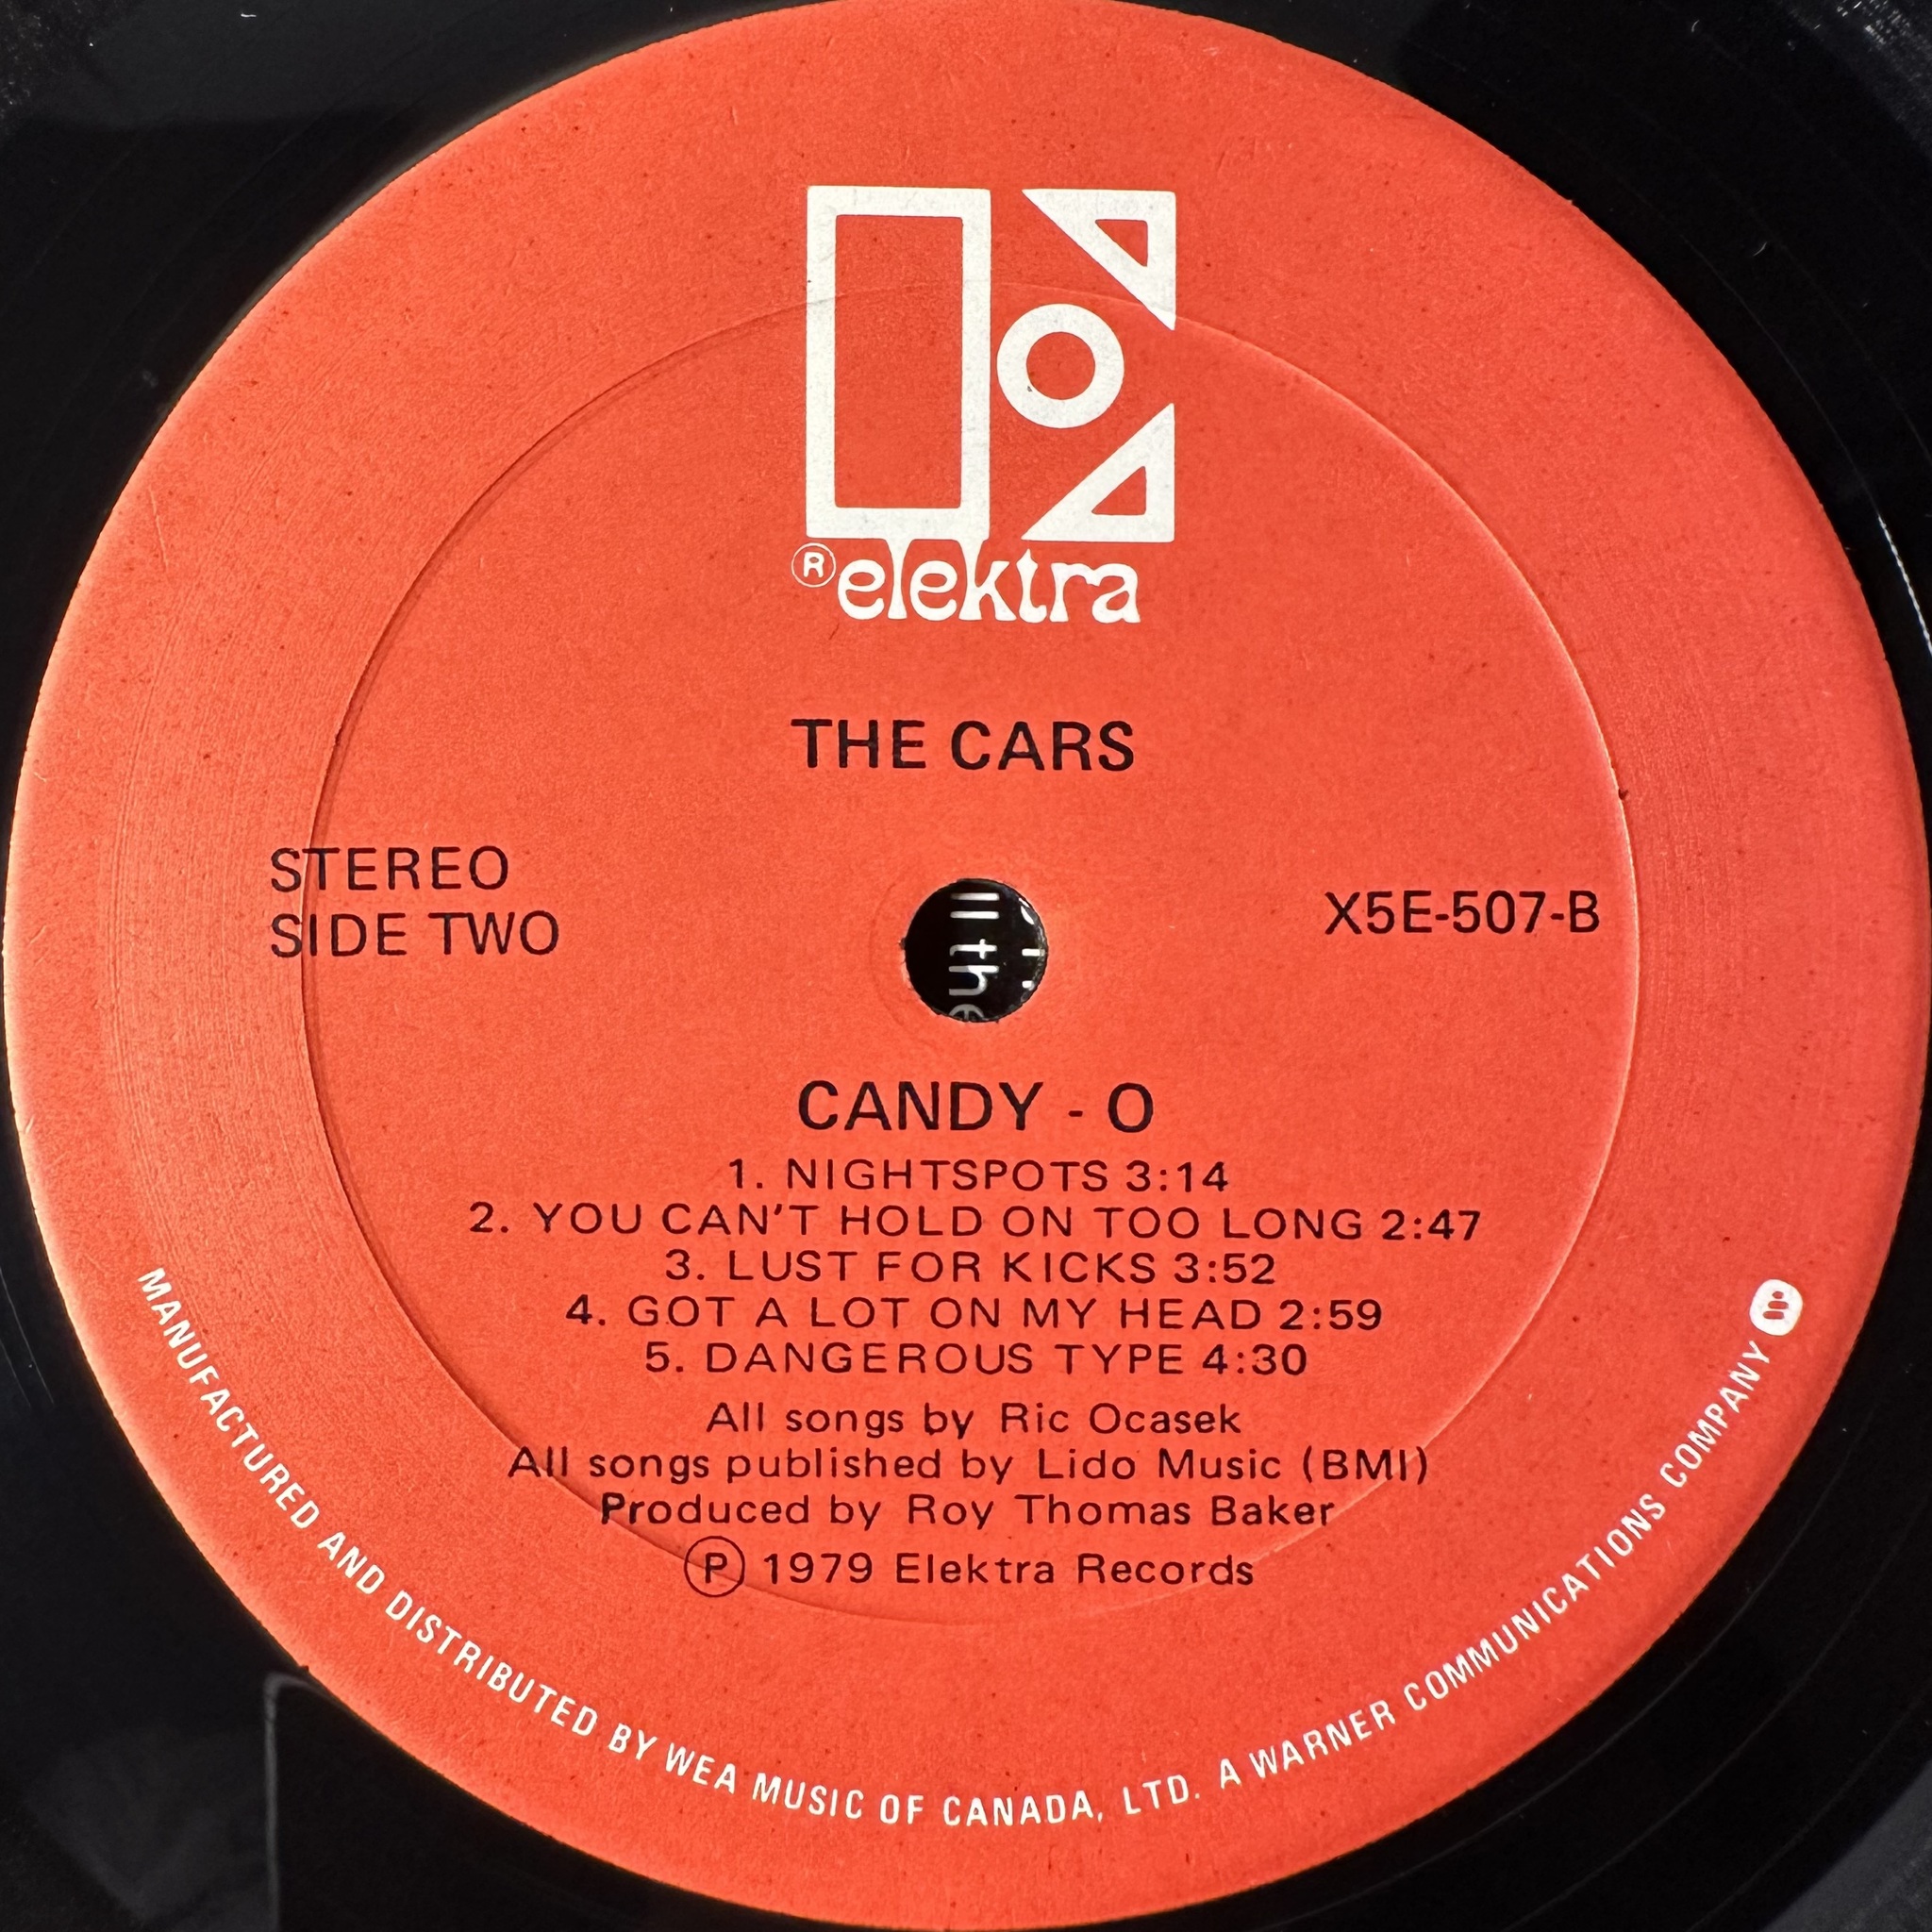 ® elektra
THE CARS
STEREO
SIDE TWO
X5E-507-B
ll the
CANDY - O
1. NIGHTSPOTS 3:14
2. YOU CAN'T HOLD ON TOO LONG 2:47
3. LUST FOR KICKS 3:52
4. GOT A LOT ON MY HEAD 2:59
5. DANGEROUS TYPE 4:30
All songs by Ric Ocasek
All songs published by Lido Music (BMI)
Produced by Roy Thomas Baker
Ⓟ 1979 Elektra Records
MANUFACTURED AND DISTRIBUTED BY WEA MUSIC OF CANADA, LTD. A WARNER COMMUNICATIONS COMPANY